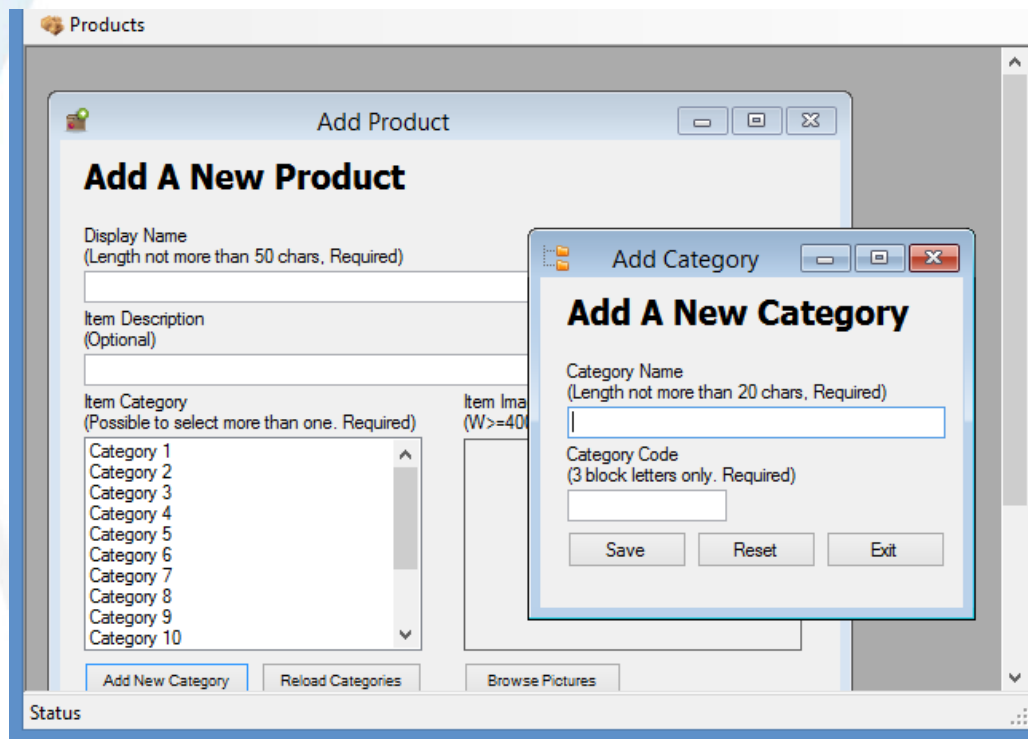 Products
Add Product
Add A New Product
Display Name
(Length not more than 50 chars, Required)
Item Description
(Optional)
Item Category
(Possible to select more than one. Required)
Category 1
Category 2
Category 3
Category 4
Category 5
Category 6
Category 7
Category 8
Category 9
Category 10
Item Ima
(W>=400
Add New Category
Reload Categories
Browse Pictures
Add Category
Add A New Category
Category Name
(Length not more than 20 chars, Required)
Category Code
(3 block letters only. Required)
Save
Reset
Exit
Status